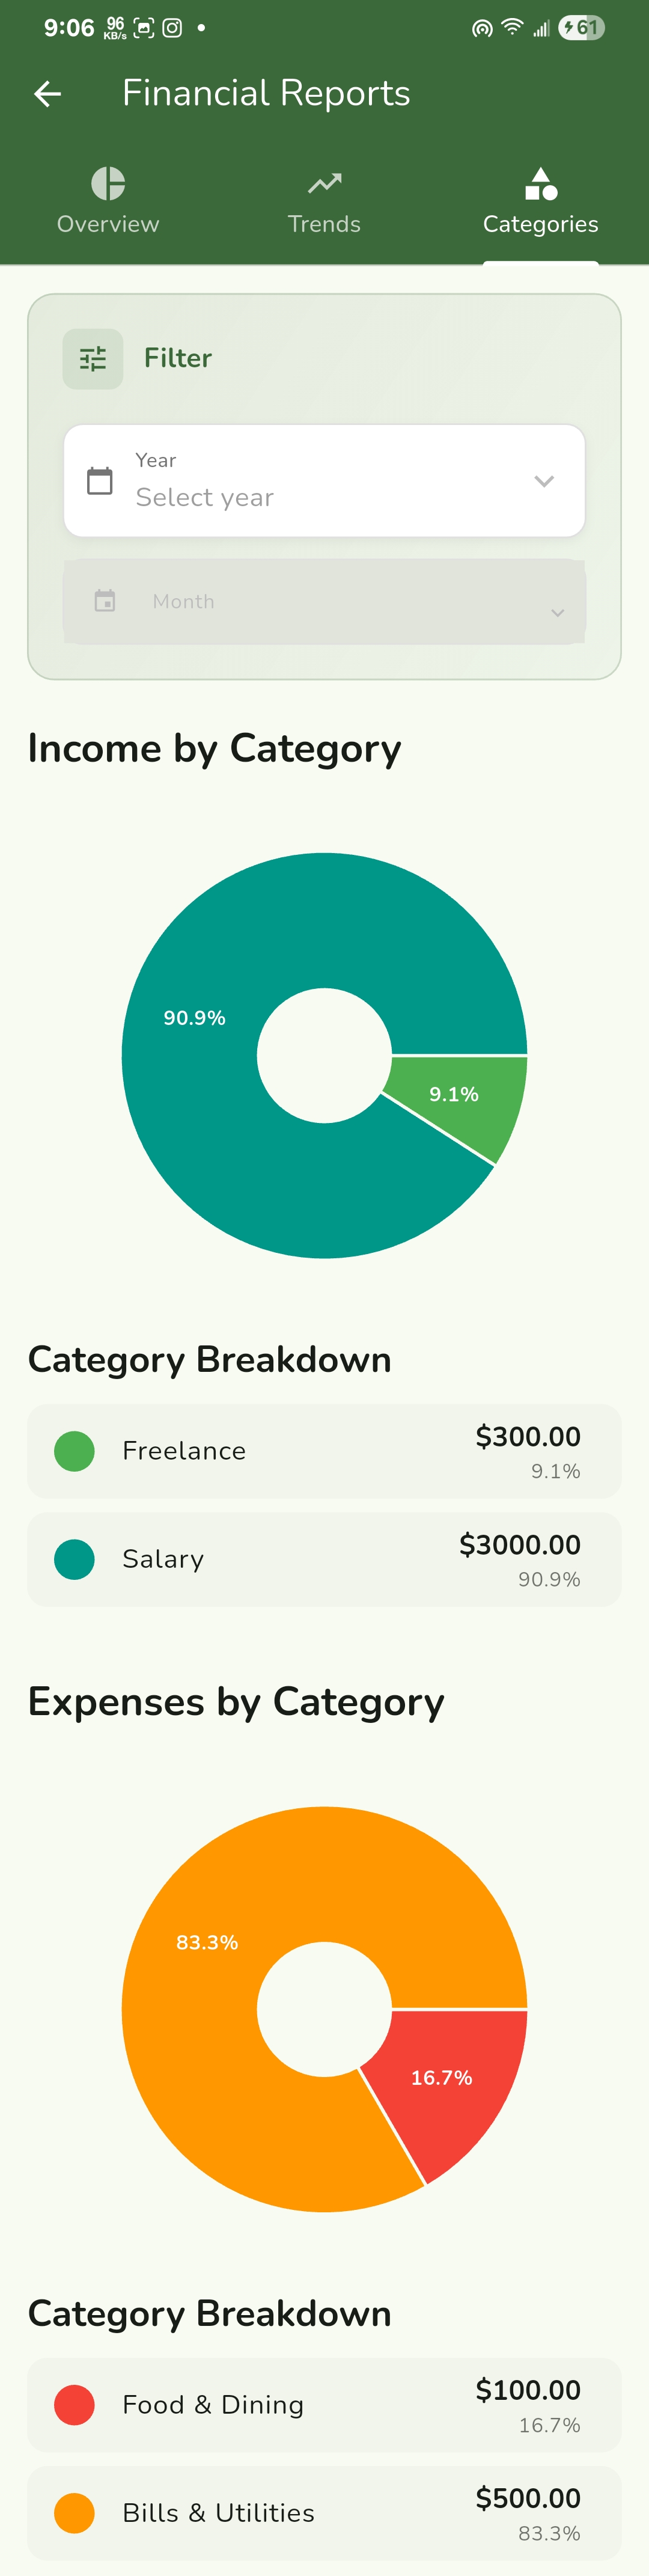 9:06 96 KB/s 61
Financial Reports
Overview Trends Categories
Filter
Year
Select year
Month
Income by Category
90.9%
9.1%
Category Breakdown
Freelance $300.00
9.1%
Salary $3000.00
90.9%
Expenses by Category
83.3%
16.7%
Category Breakdown
Food & Dining $100.00
16.7%
Bills & Utilities $500.00
83.3%